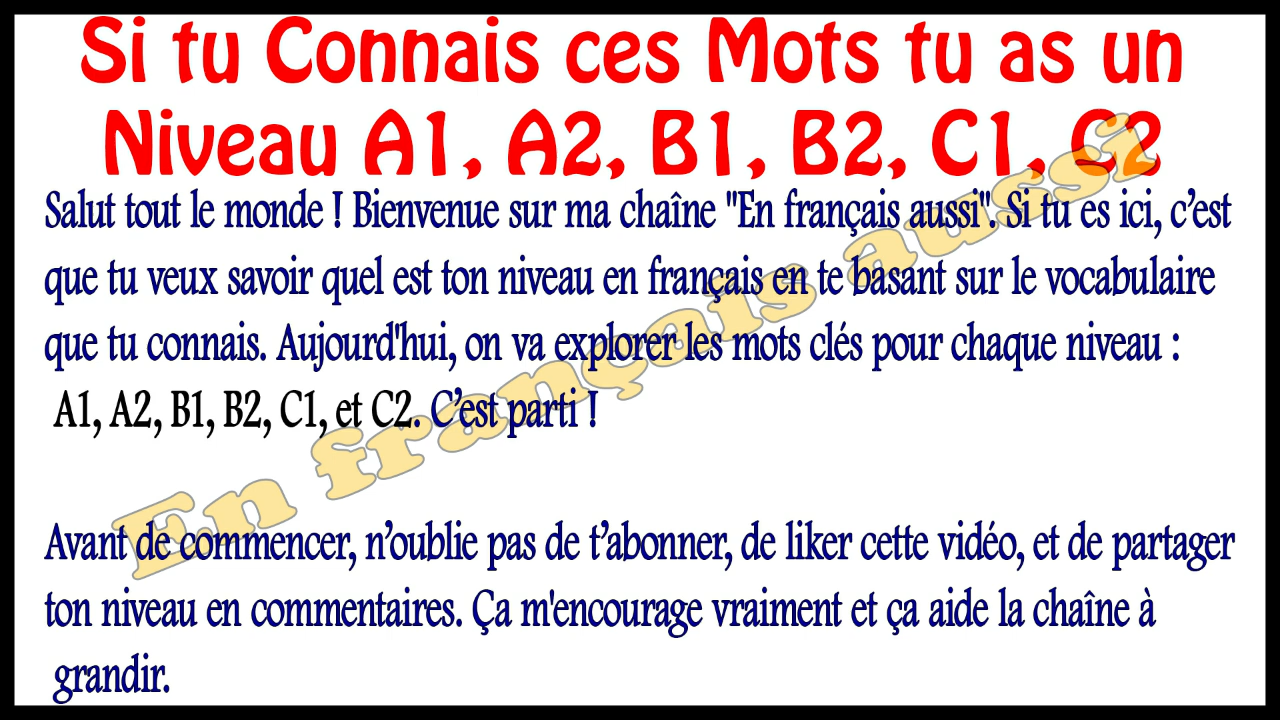 Si tu Connais ces Mots tu as un
Niveau A1, A2, B1, B2, C1, C2
Salut tout le monde ! Bienvenue sur ma chaîne "En français aussi". Si tu es ici, c’est
que tu veux savoir quel est ton niveau en français en te basant sur le vocabulaire
que tu connais. Aujourd'hui, on va explorer les mots clés pour chaque niveau :
A1, A2, B1, B2, C1, et C2. C’est parti !
Avant de commencer, n’oublie pas de t’abonner, de liker cette vidéo, et de partager
ton niveau en commentaires. Ça m'encourage vraiment et ça aide la chaîne à
grandir.
En français aussi